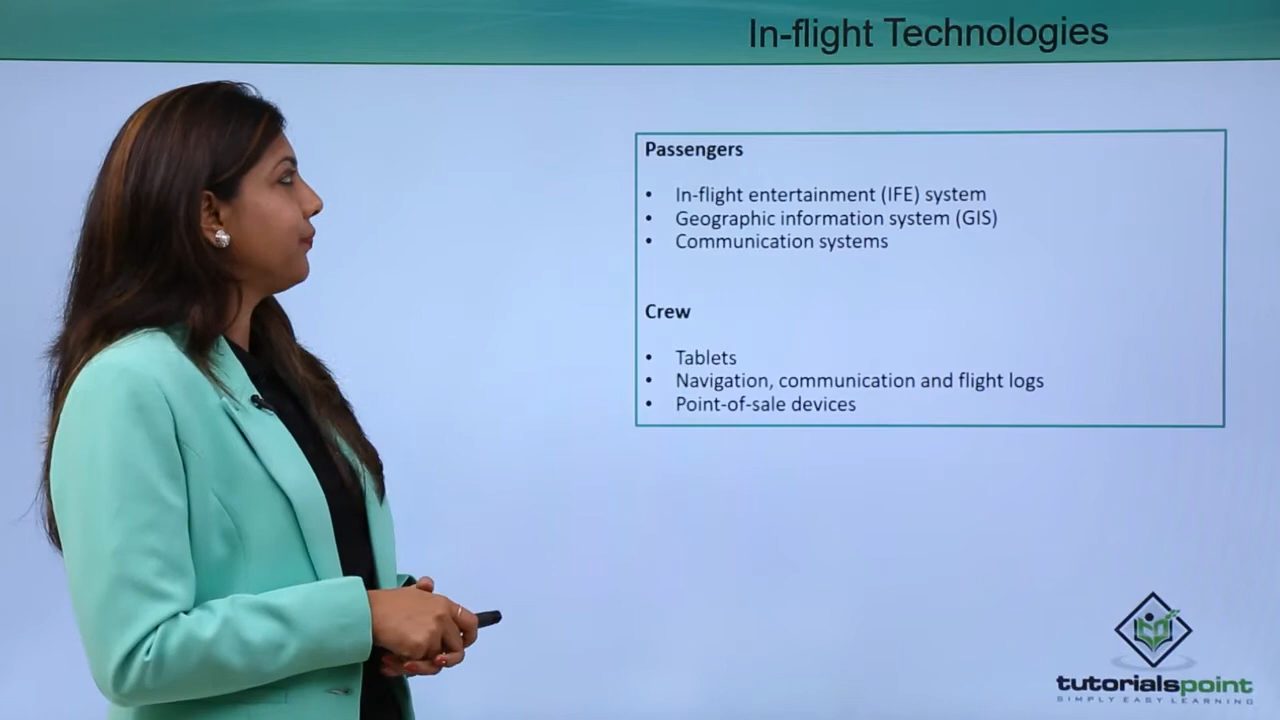 In-flight Technologies
Passengers
• In-flight entertainment (IFE) system
• Geographic information system (GIS)
• Communication systems
Crew
• Tablets
• Navigation, communication and flight logs
• Point-of-sale devices
tutorialspoint
SIMPLY EASY LEARNING